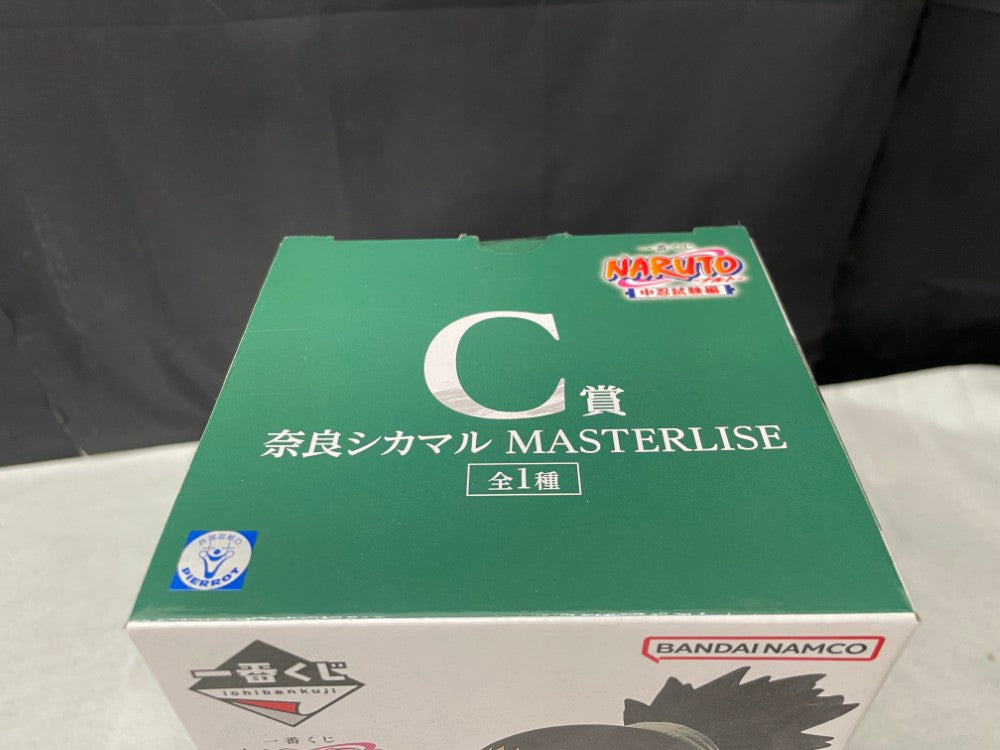 一番くじ
NARUTO
中忍試験編
C賞
奈良シカマル MASTERLISE
全1種
PIERROT
BANDAI NAMCO
一番くじ
ichibankuji
一番くじ